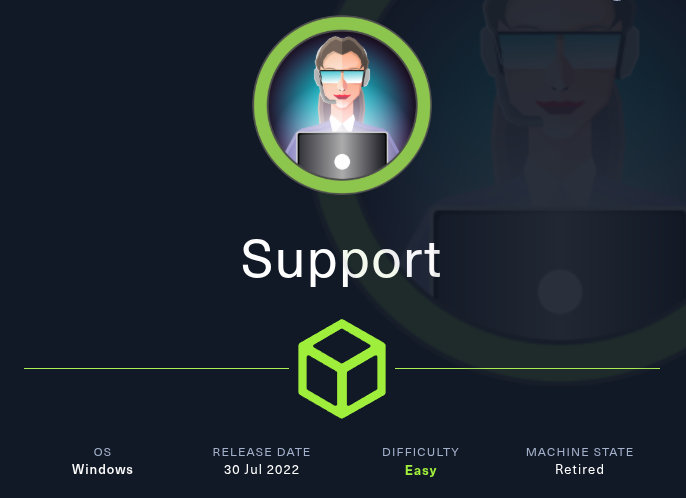 Support
OS RELEASE DATE DIFFICULTY MACHINE STATE
Windows 30 Jul 2022 Easy Retired